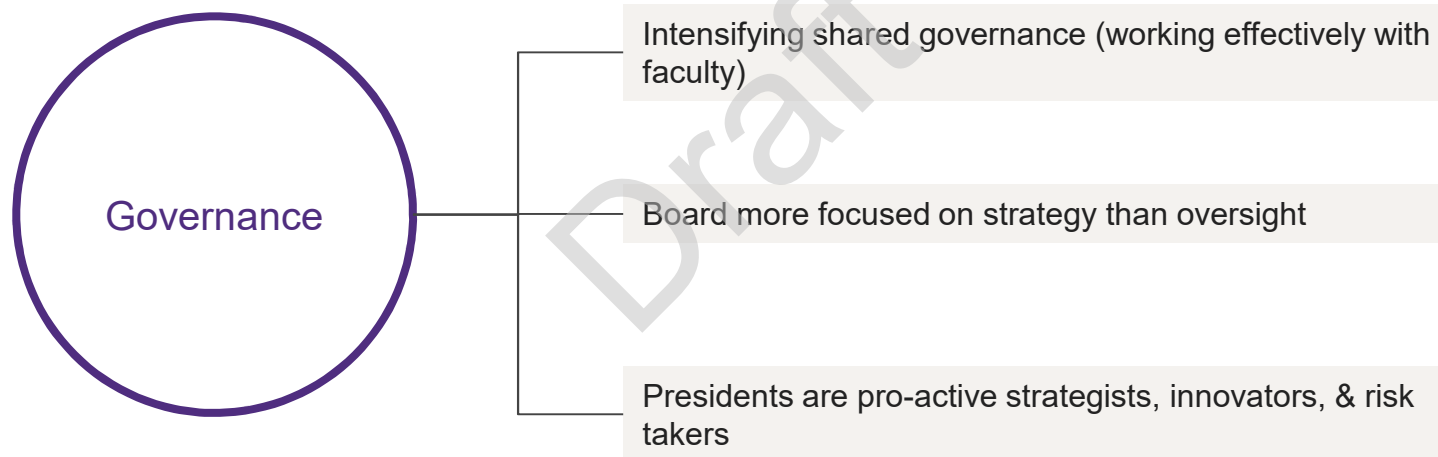 Governance
Intensifying shared governance (working effectively with
faculty)
Board more focused on strategy than oversight
Presidents are pro-active strategists, innovators, & risk
takers
Draft